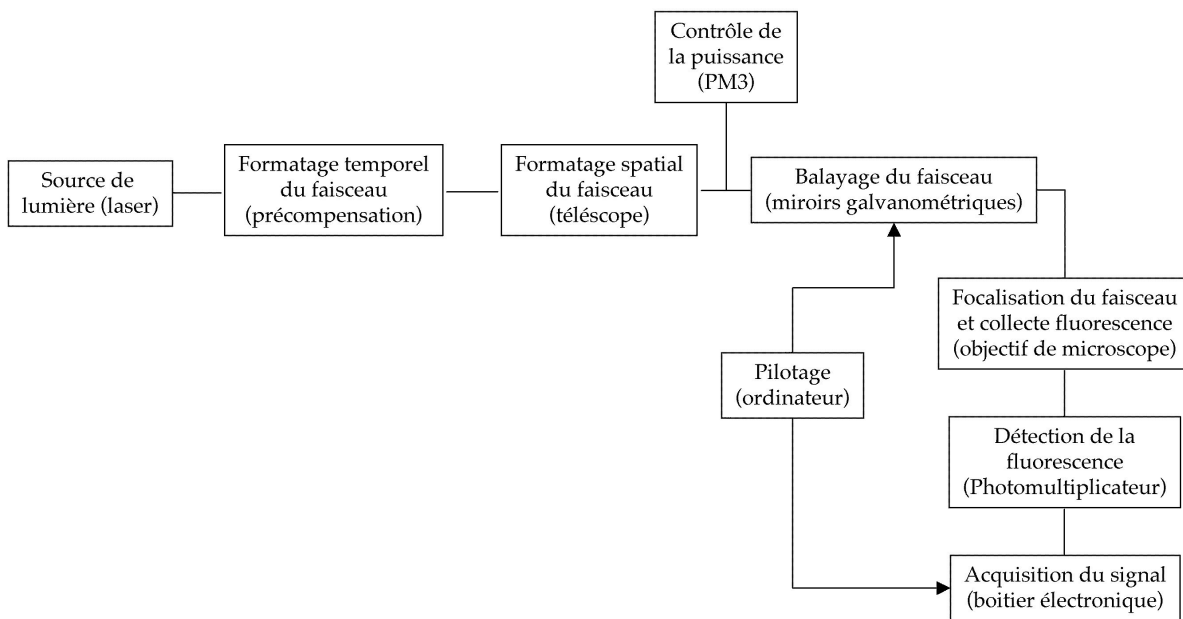 Contrôle de
la puissance
(PM3)
Source de
lumière (laser)
Formatage temporel
du faisceau
(précompensation)
Formatage spatial
du faisceau
(téléscope)
Balayage du faisceau
(miroirs galvanométriques)
Focalisation du faisceau
et collecte fluorescence
(objectif de microscope)
Pilotage
(ordinateur)
Détection de la
fluorescence
(Photomultiplicateur)
Acquisition du signal
(boitier électronique)